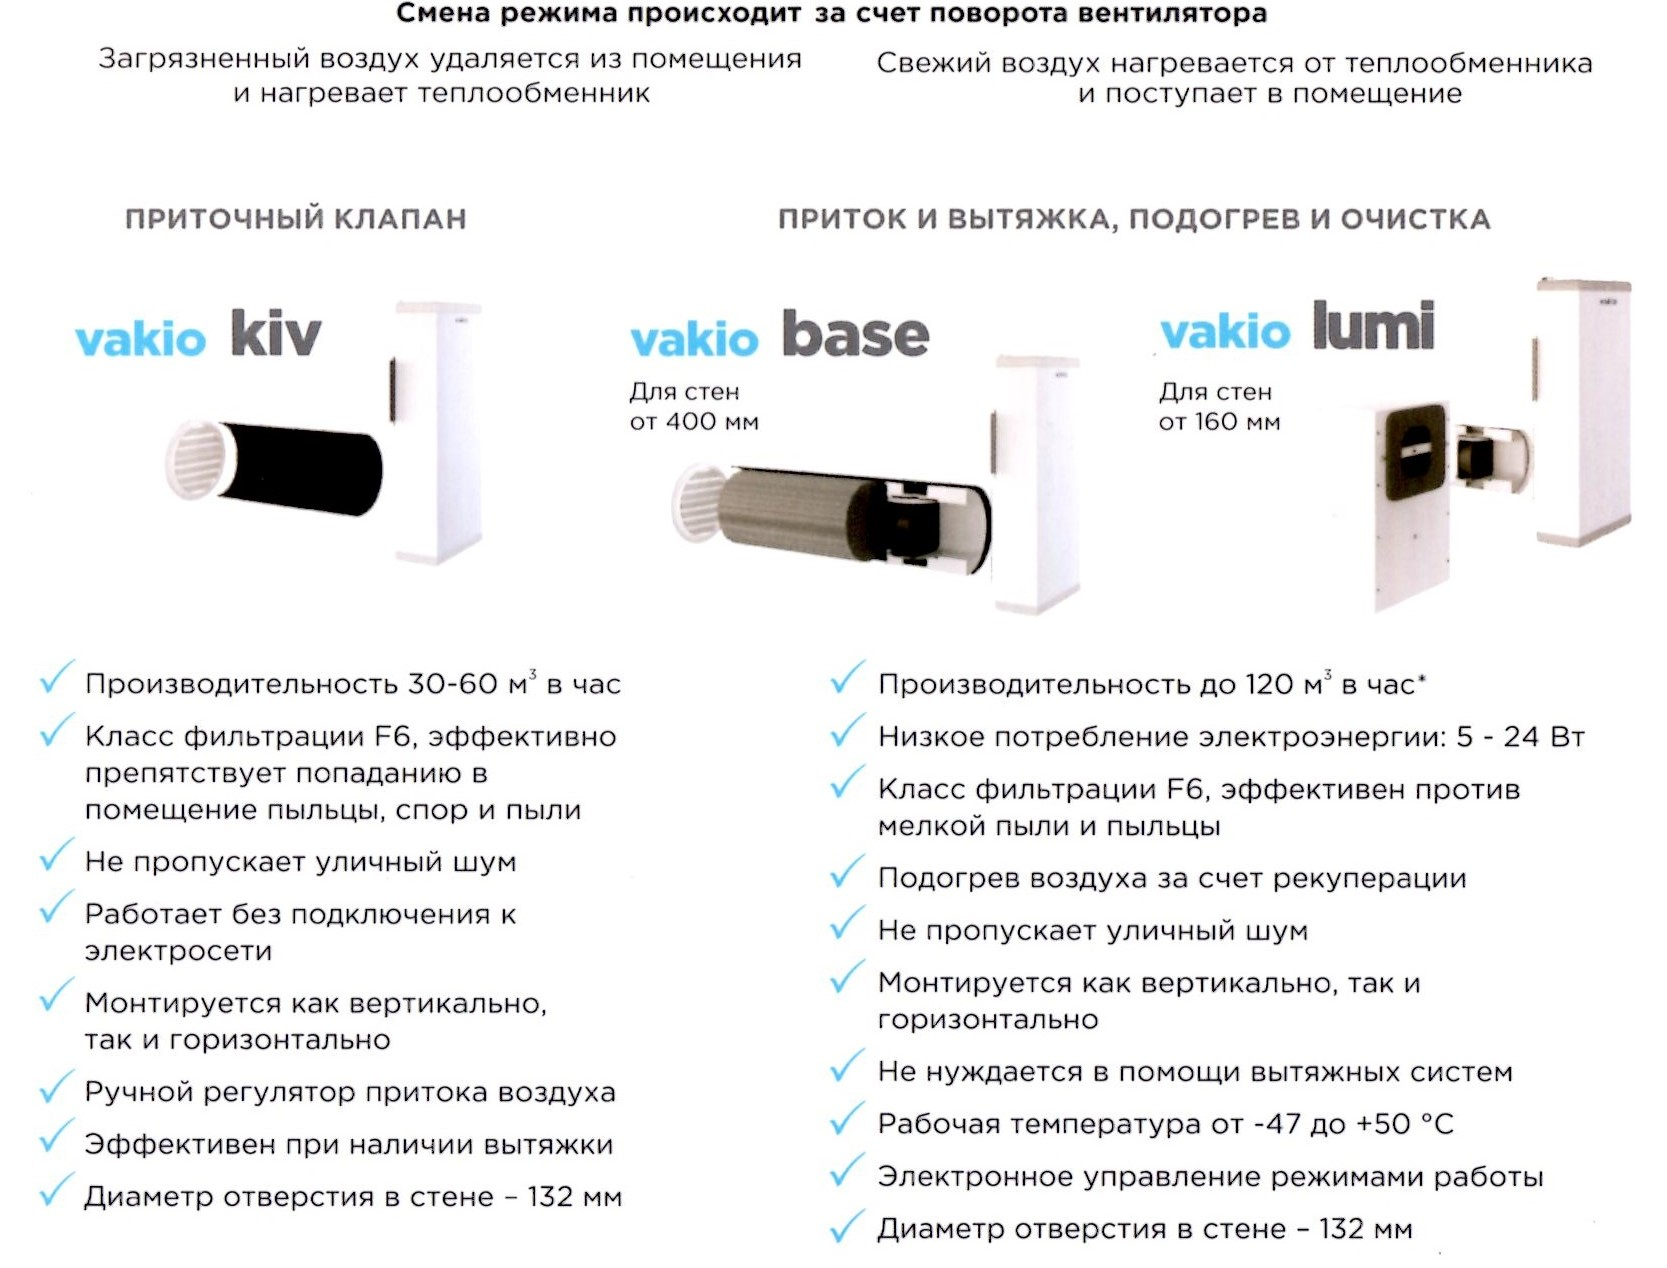 Смена режима происходит за счет поворота вентилятора
Загрязненный воздух удаляется из помещения
и нагревает теплообменник
Свежий воздух нагревается от теплообменника
и поступает в помещение
ПРИТОЧНЫЙ КЛАПАН
vakio kiv
ПРИТОК И ВЫТЯЖКА, ПОДОГРЕВ И ОЧИСТКА
vakio base
Для стен
от 400 мм
vakio lumi
Для стен
от 160 мм
Производительность 30-60 м³ в час
Класс фильтрации F6, эффективно
препятствует попаданию в
помещение пыльцы, спор и пыли
Не пропускает уличный шум
Работает без подключения к
электросети
Монтируется как вертикально,
так и горизонтально
Ручной регулятор притока воздуха
Эффективен при наличии вытяжки
Диаметр отверстия в стене – 132 мм
Производительность до 120 м³ в час*
Низкое потребление электроэнергии: 5 - 24 Вт
Класс фильтрации F6, эффективен против
мелкой пыли и пыльцы
Подогрев воздуха за счет рекуперации
Не пропускает уличный шум
Монтируется как вертикально, так и
горизонтально
Не нуждается в помощи вытяжных систем
Рабочая температура от -47 до +50 °C
Электронное управление режимами работы
Диаметр отверстия в стене – 132 мм